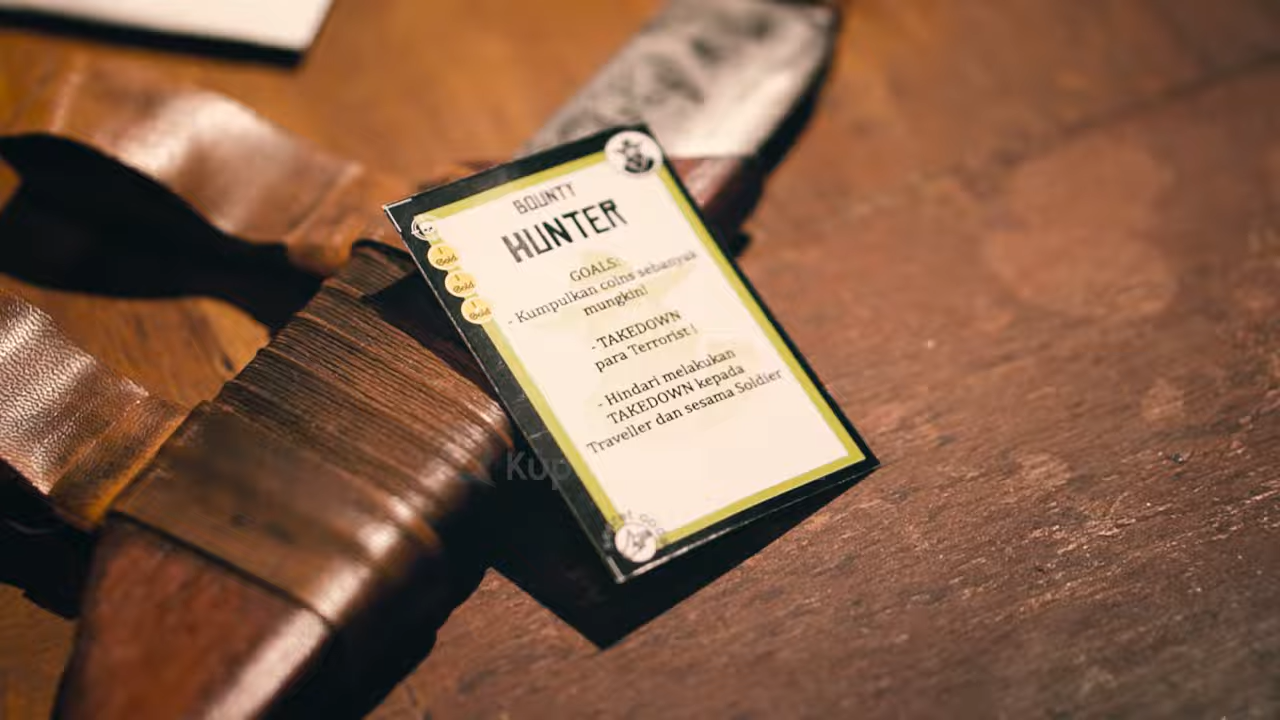 BOUNTY
HUNTER
GOALS:
- Kumpulkan coins sebanyak
mungkin!
- TAKEDOWN
para Terrorist !
- Hindari melakukan
TAKEDOWN kepada
Traveller dan sesama Soldier
1
Gold
1
Gold
1
Gold
Kup